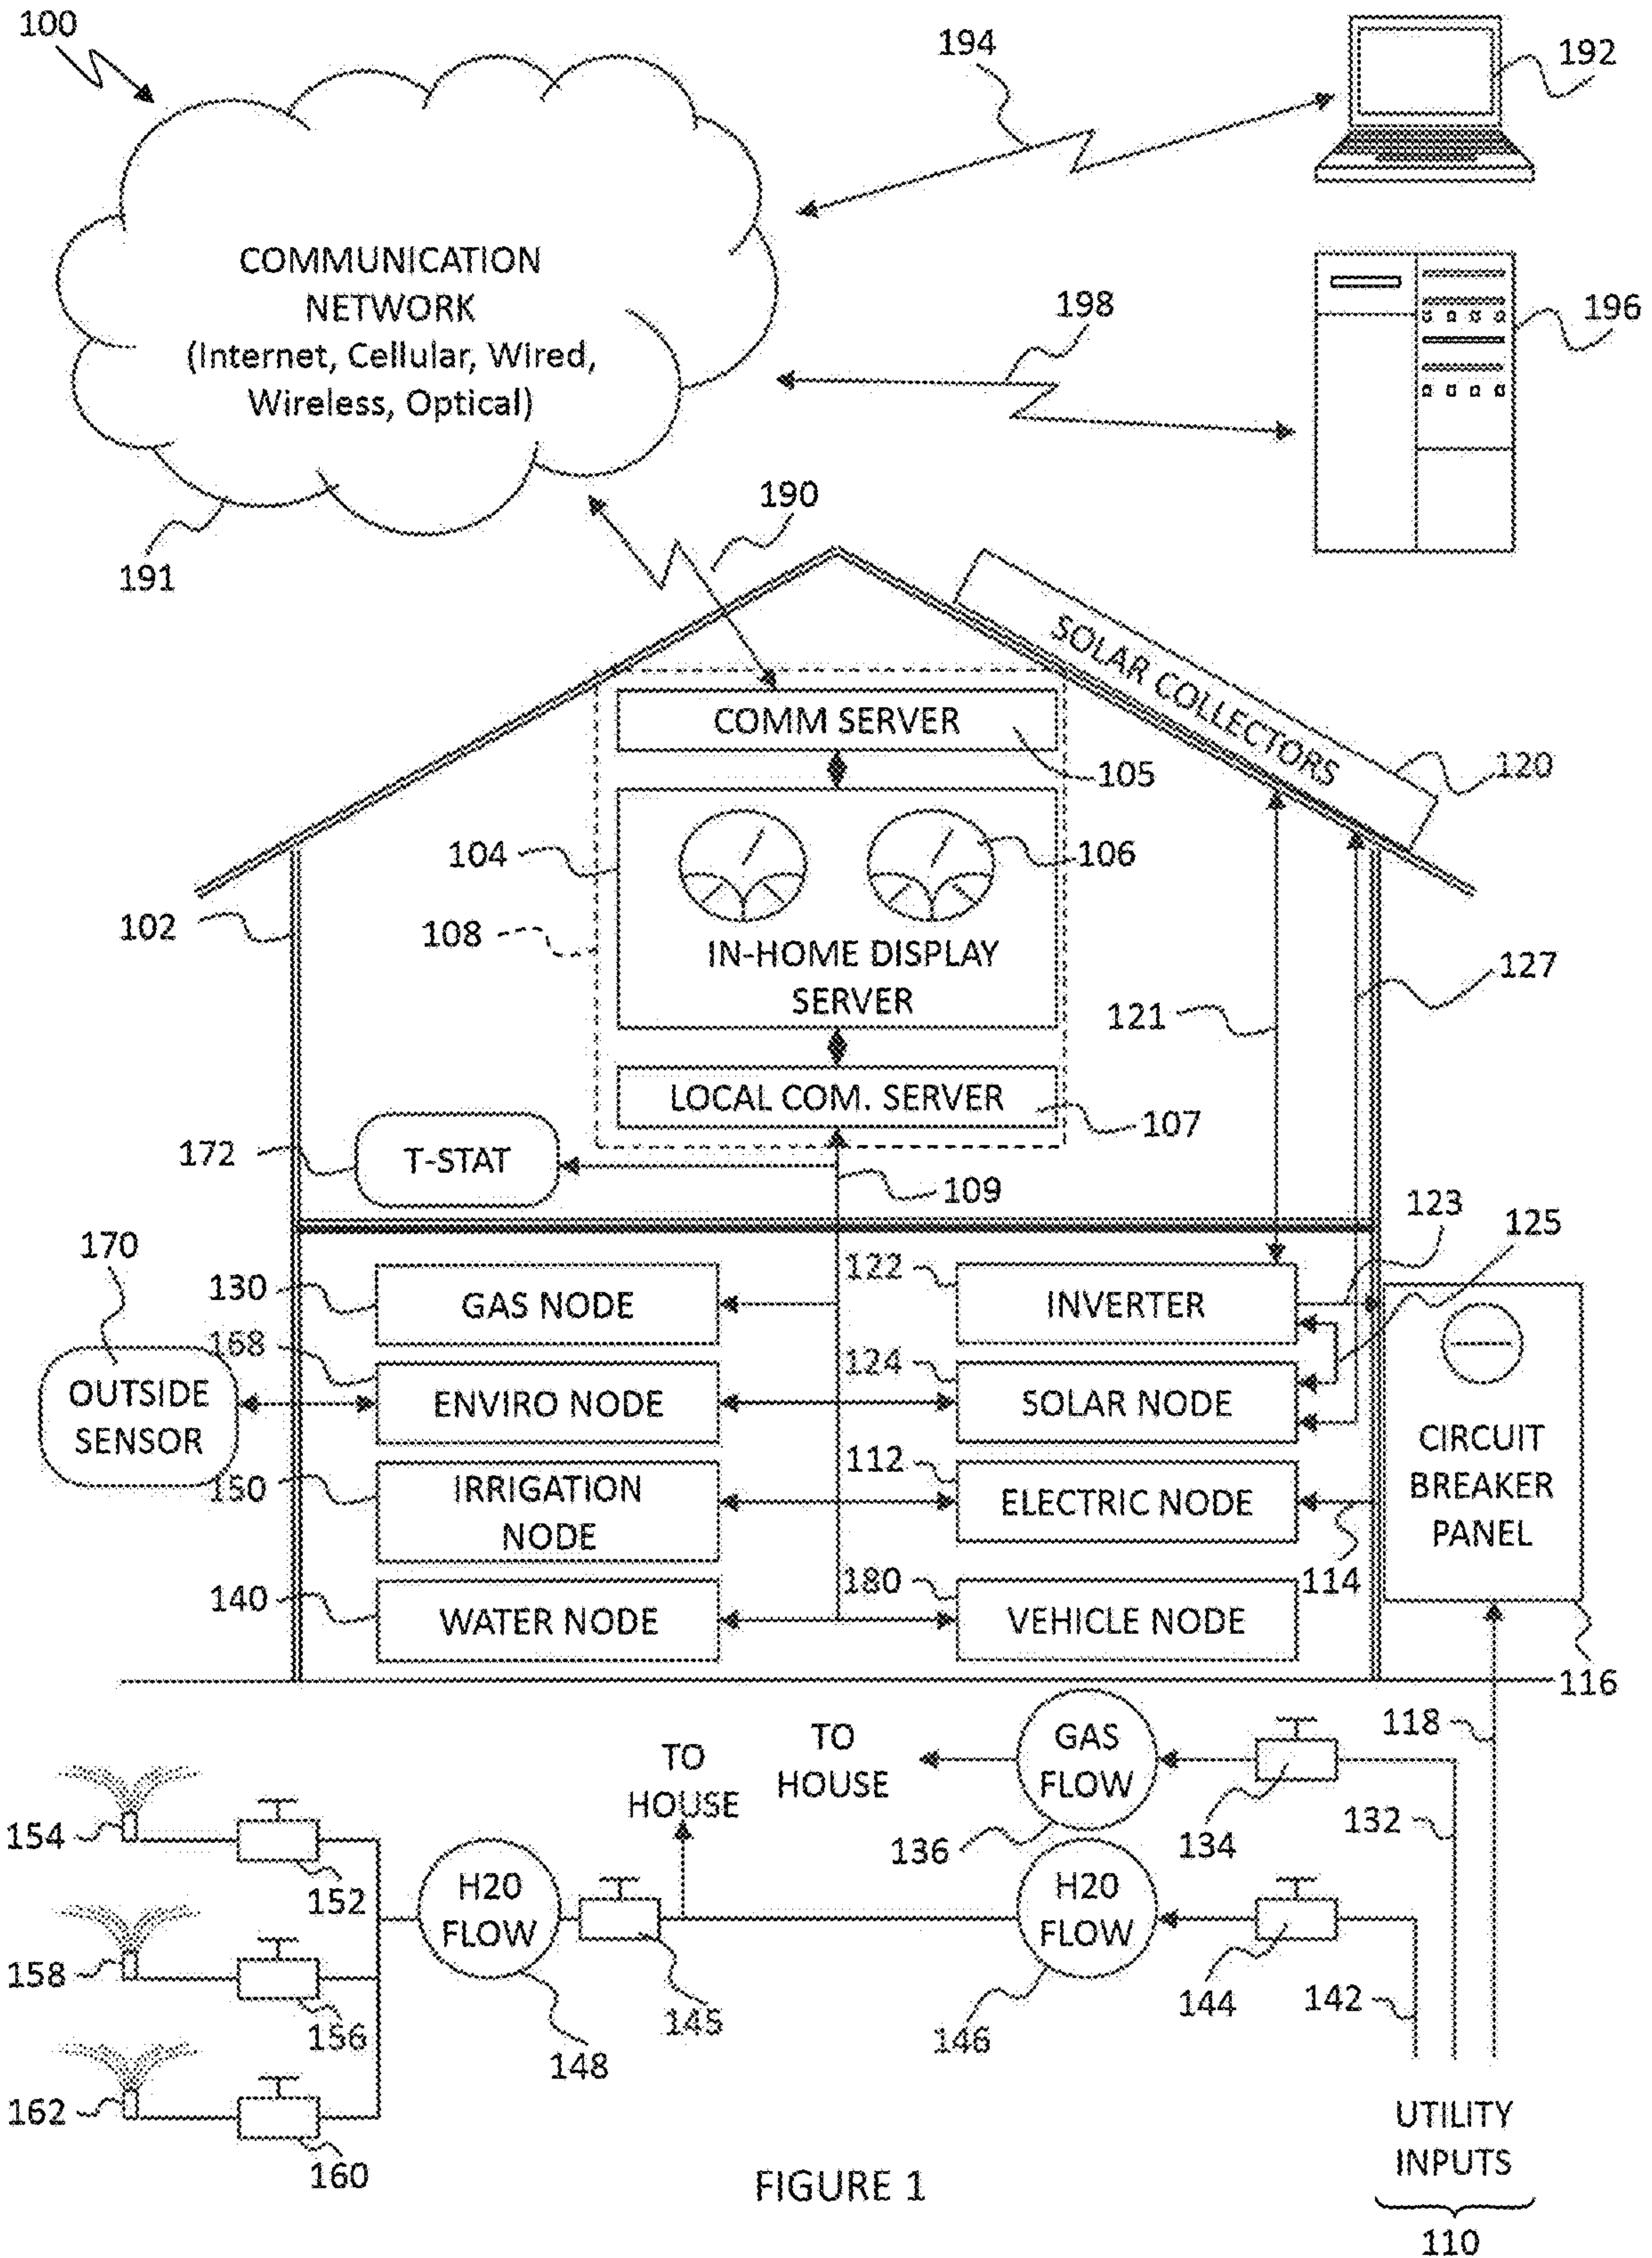 100
194
192
COMMUNICATION
NETWORK
(Internet, Cellular, Wired,
Wireless, Optical)
198
196
190
191
SOLAR COLLECTORS
COMM SERVER
105
120
104
106
102
108
IN-HOME DISPLAY
SERVER
127
121
LOCAL COM. SERVER
107
172
T-STAT
109
123
125
170
122
130
GAS NODE
INVERTER
168
124
OUTSIDE
SENSOR
ENVIRO NODE
SOLAR NODE
CIRCUIT
BREAKER
PANEL
112
150
IRRIGATION
NODE
ELECTRIC NODE
180
114
140
WATER NODE
VEHICLE NODE
116
118
GAS
FLOW
TO
HOUSE
TO
HOUSE
154
136
134
132
152
H20
FLOW
H20
FLOW
158
156
145
146
144
142
148
162
160
UTILITY
INPUTS
FIGURE 1
110